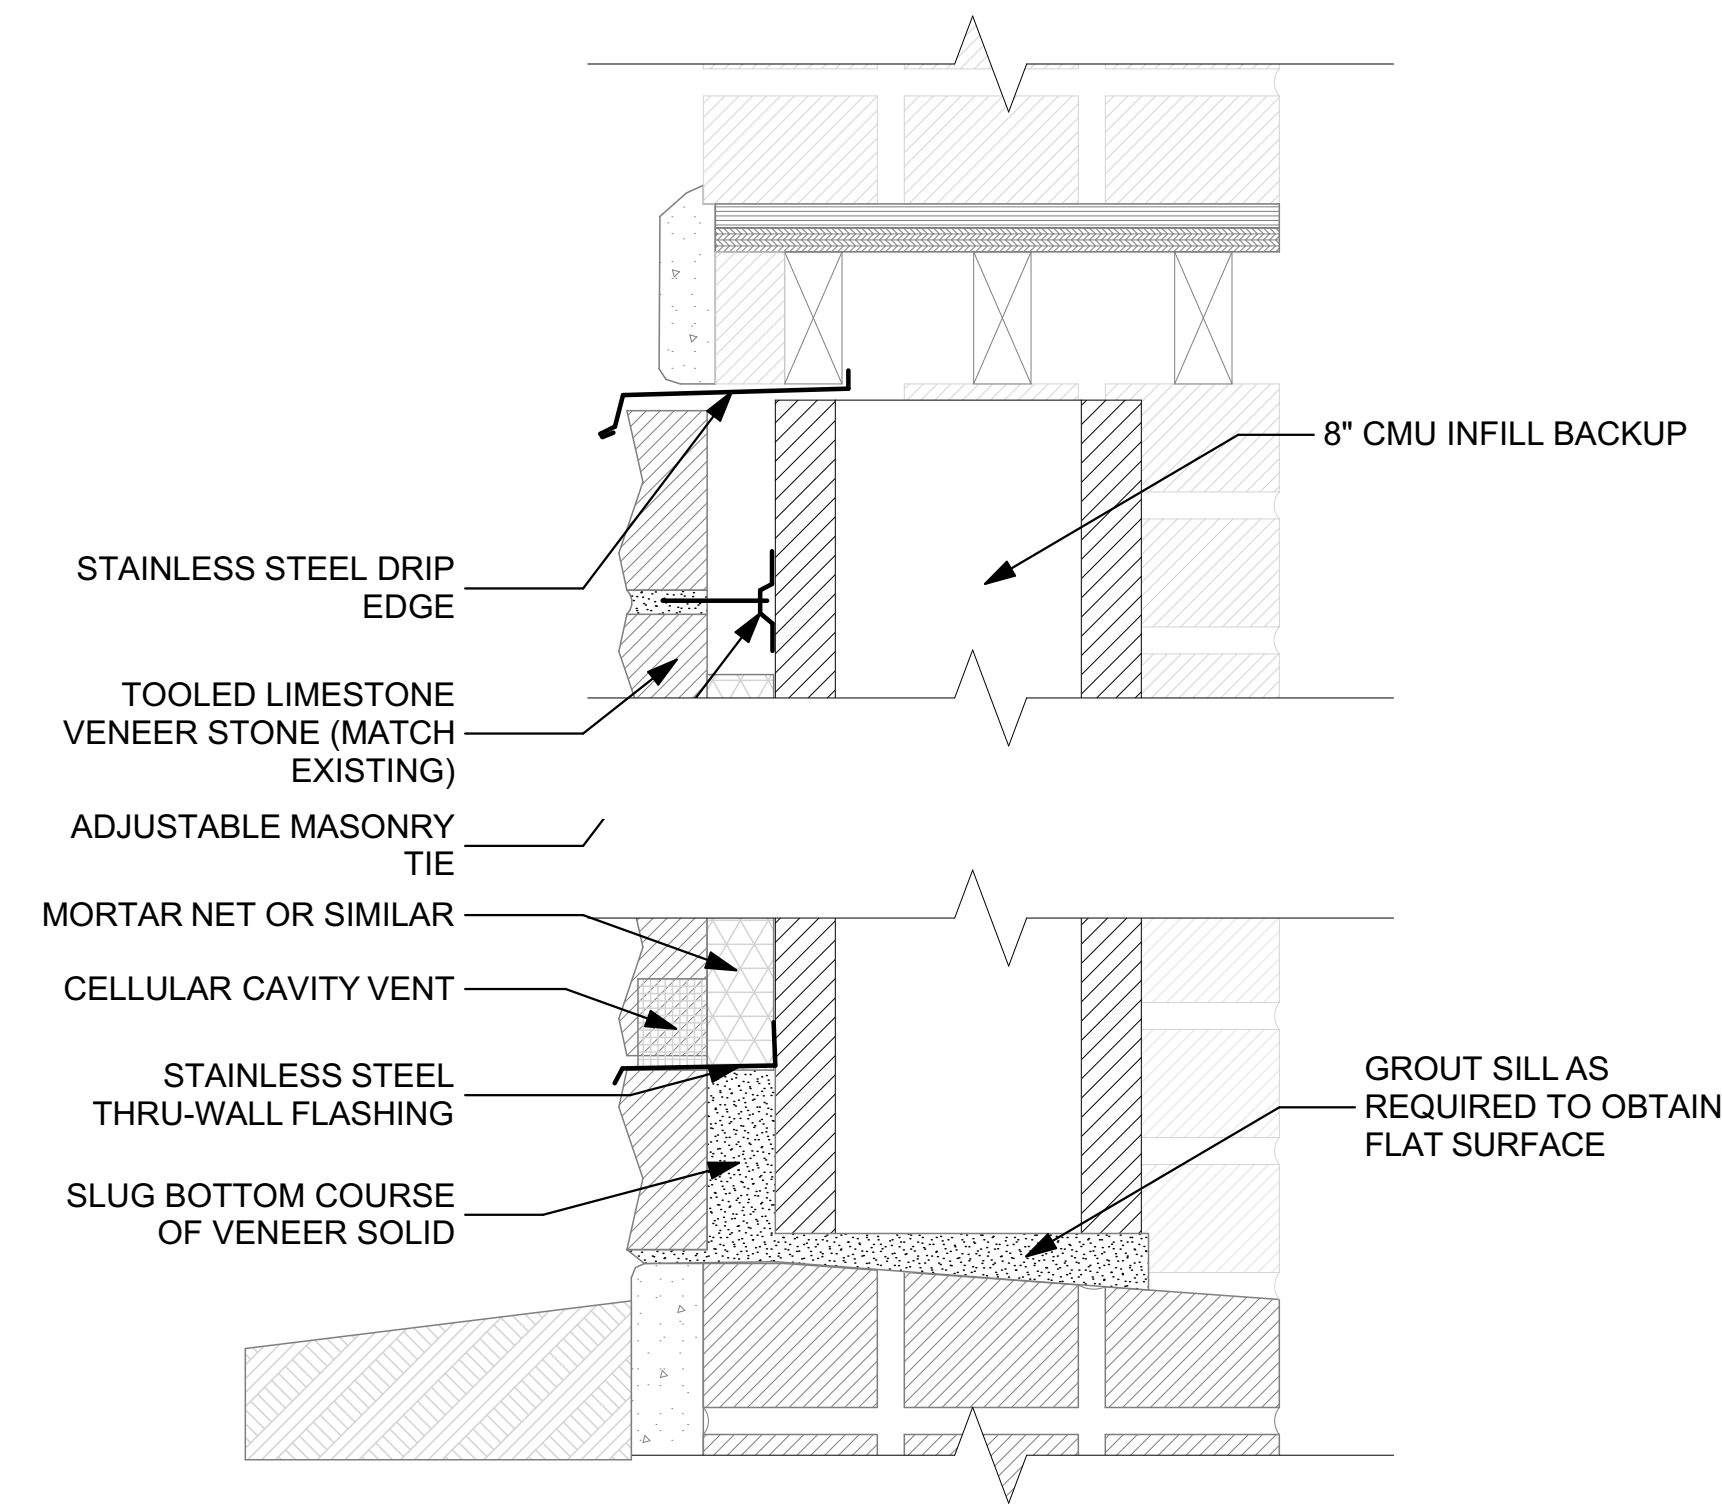 8" CMU INFILL BACKUP
STAINLESS STEEL DRIP
EDGE
TOOLED LIMESTONE
VENEER STONE (MATCH
EXISTING)
ADJUSTABLE MASONRY
TIE
MORTAR NET OR SIMILAR
CELLULAR CAVITY VENT
STAINLESS STEEL
THRU-WALL FLASHING
SLUG BOTTOM COURSE
OF VENEER SOLID
GROUT SILL AS
REQUIRED TO OBTAIN
FLAT SURFACE